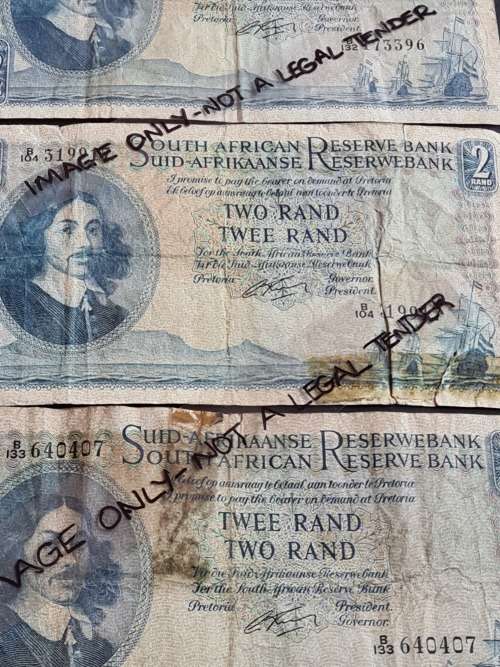 Pretoria
Governor.
President.
B
132 173396
IMAGE ONLY-NOT A LEGAL TENDER
B
104
SOUTH AFRICAN RESERVE BANK
SUID-AFRIKAANSE RESERWEBANK
2
RAND
I promise to pay the bearer on demand at Pretoria
Ek beloof op aanvraag te betaal aan toonder te Pretoria
TWO RAND
TWEE RAND
For the South African Reserve Bank
Vir die Suid-Afrikaanse Reserwebank
Pretoria
Governor.
President.
B
104
IMAGE ONLY-NOT A LEGAL TENDER
B
133 640407
SUID-AFRIKAANSE RESERWEBANK
SOUTH AFRICAN RESERVE BANK
Ek beloof op aanvraag te betaal aan toonder te Pretoria
I promise to pay the bearer on demand at Pretoria
TWEE RAND
TWO RAND
Vir die Suid-Afrikaanse Reserwebank
For the South African Reserve Bank
Pretoria
President.
Governor.
B
133 640407